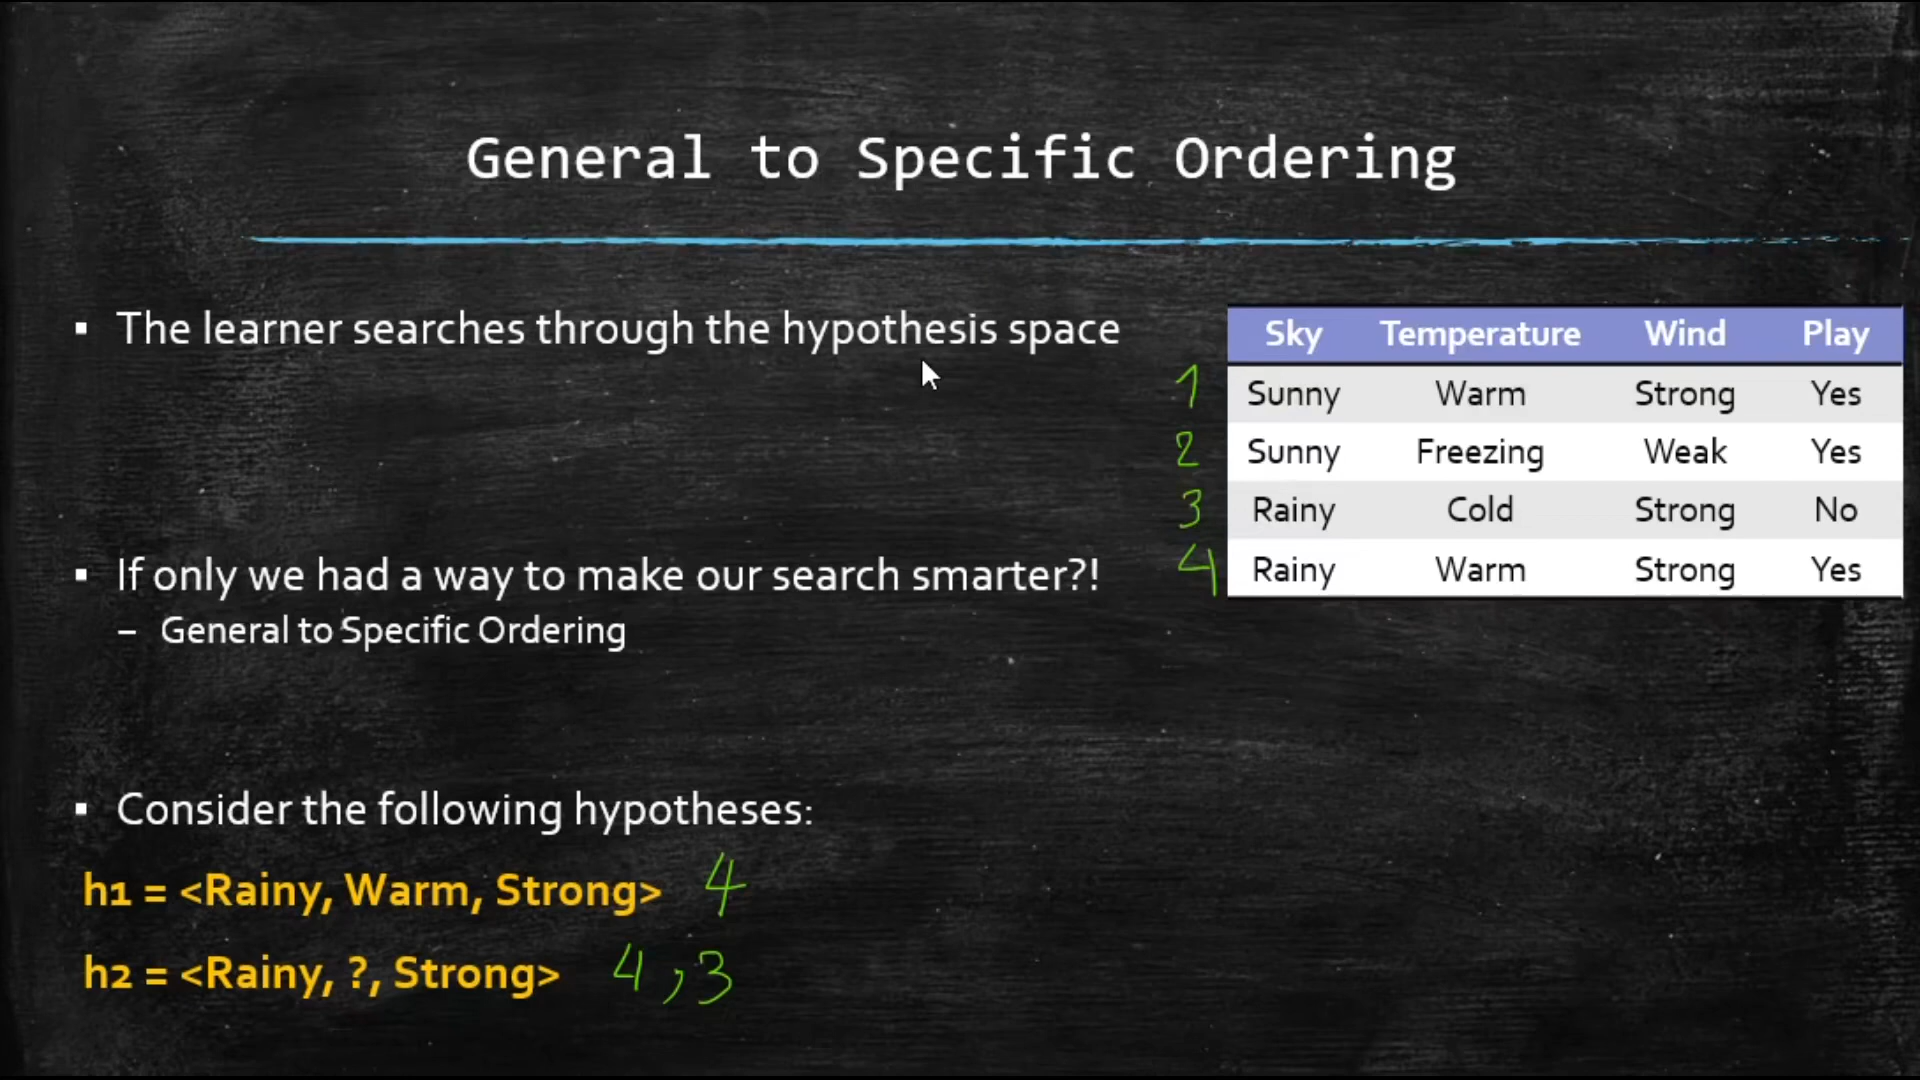 General to Specific Ordering
▪ The learner searches through the hypothesis space
Sky Temperature Wind Play
1 Sunny Warm Strong Yes
2 Sunny Freezing Weak Yes
3 Rainy Cold Strong No
4 Rainy Warm Strong Yes
▪ If only we had a way to make our search smarter?!
– General to Specific Ordering
▪ Consider the following hypotheses:
h1 = <Rainy, Warm, Strong> 4
h2 = <Rainy, ?, Strong> 4,3